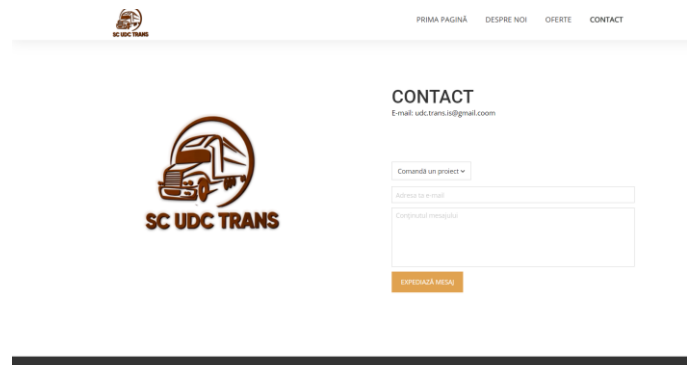 SC UDC TRANS
PRIMA PAGINĂ DESPRE NOI OFERTE CONTACT
CONTACT
E-mail: udc.trans.is@gmail.coom
SC UDC TRANS
Comandă un proiect
Adresa ta e-mail
Conținutul mesajului
EXPEDIAZĂ MESAJ